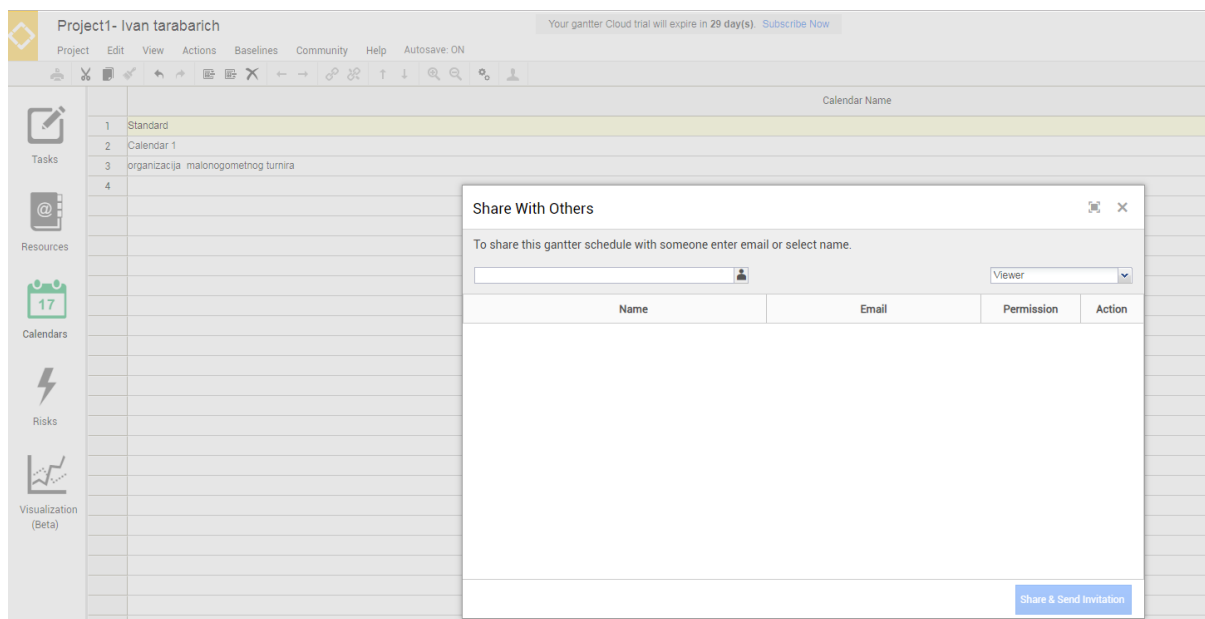 Project1- Ivan tarabarich
Your gantter Cloud trial will expire in 29 day(s). Subscribe Now
Project Edit View Actions Baselines Community Help Autosave: ON
Calendar Name
1 Standard
2 Calendar 1
3 organizacija malonogometnog turnira
4
Tasks
@
Resources
17
Calendars
Risks
Visualization
(Beta)
Share With Others
To share this gantter schedule with someone enter email or select name.
Viewer
Name Email Permission Action
Share & Send Invitation